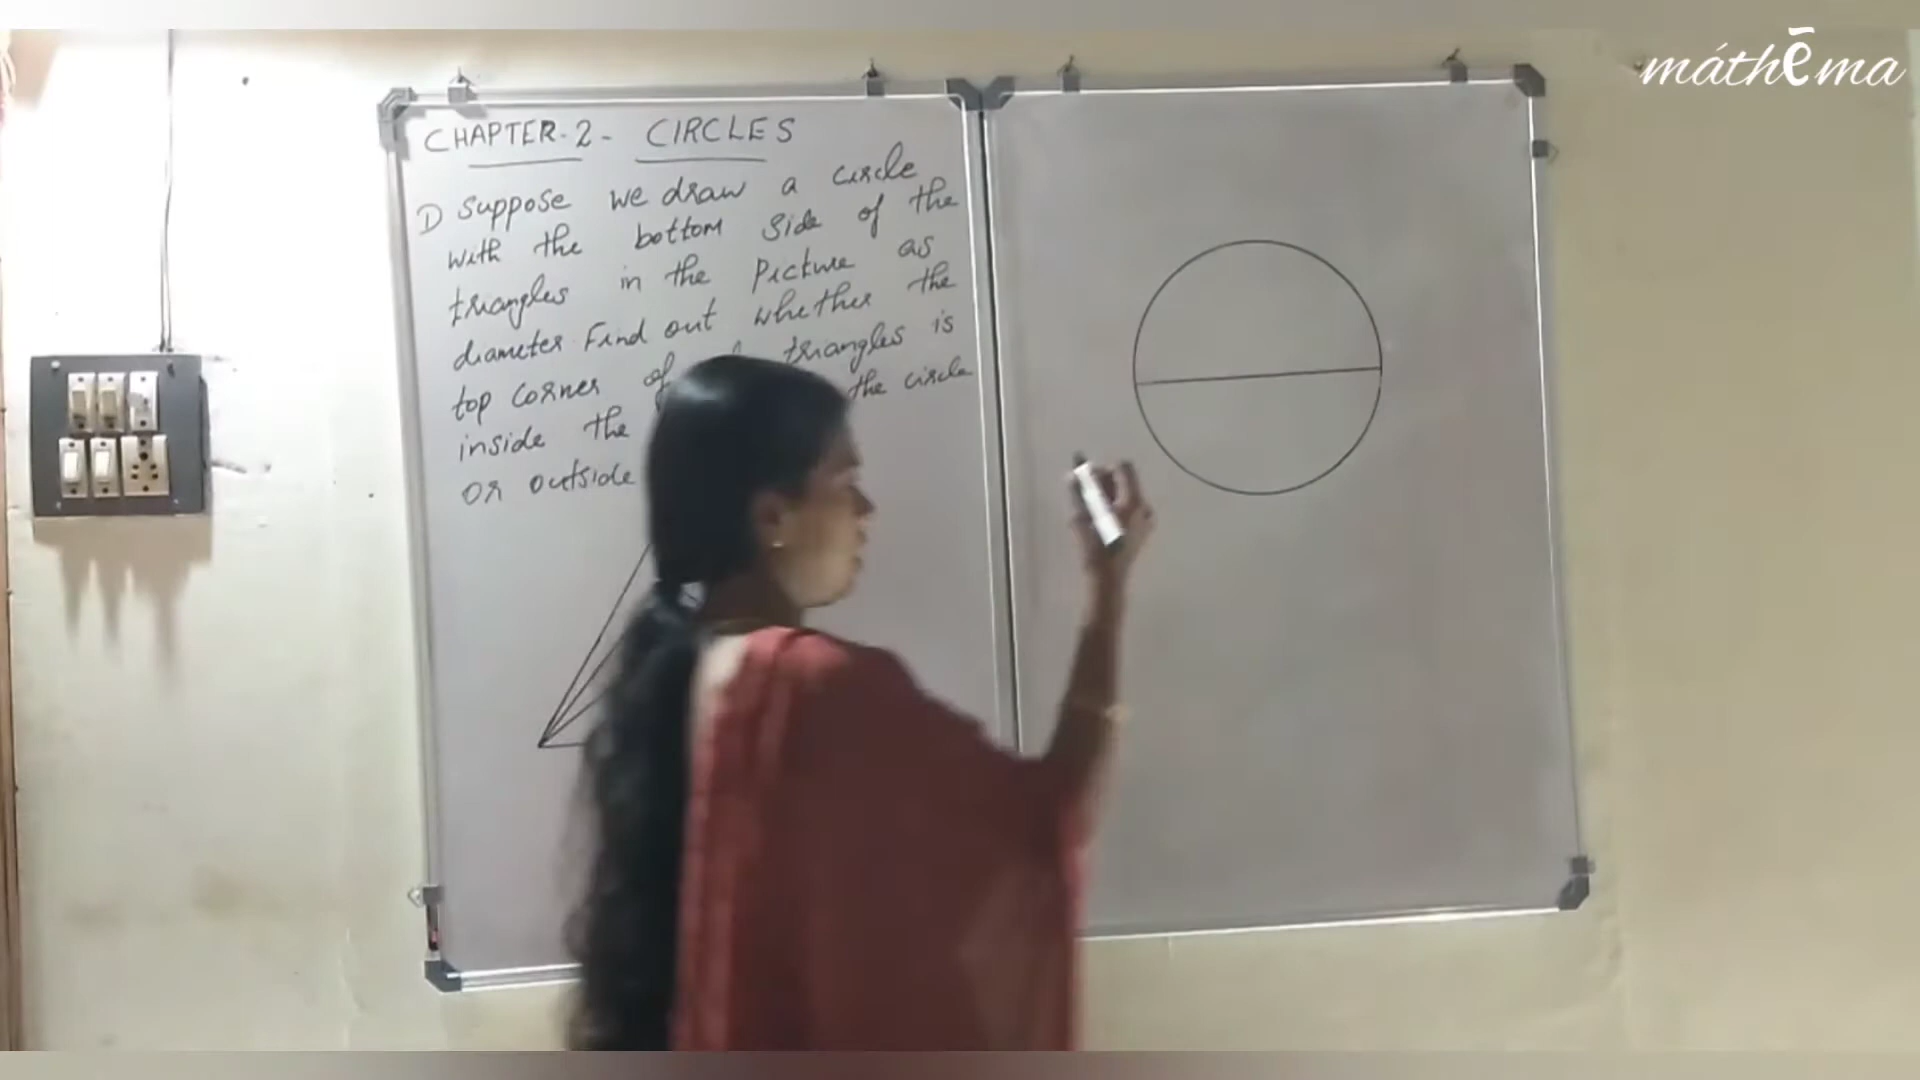 CHAPTER-2- CIRCLES
1) Suppose we draw a circle
with the bottom side of the
triangles in the picture as
diameter. Find out whether the
top corner of triangles is
inside the the circle
or outside
máthēma